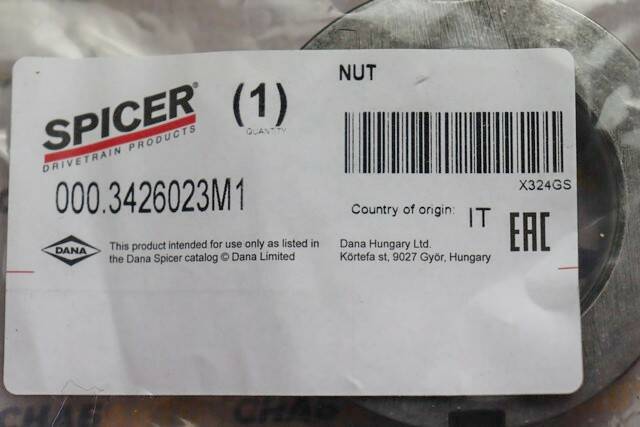 NUT
SPICER®
DRIVETRAIN PRODUCTS
(1)
QUANTITY
X324GS
000.3426023M1
Country of origin: IT
EAC
DANA
This product intended for use only as listed in
the Dana Spicer catalog © Dana Limited
Dana Hungary Ltd.
Körtefa st, 9027 Győr, Hungary